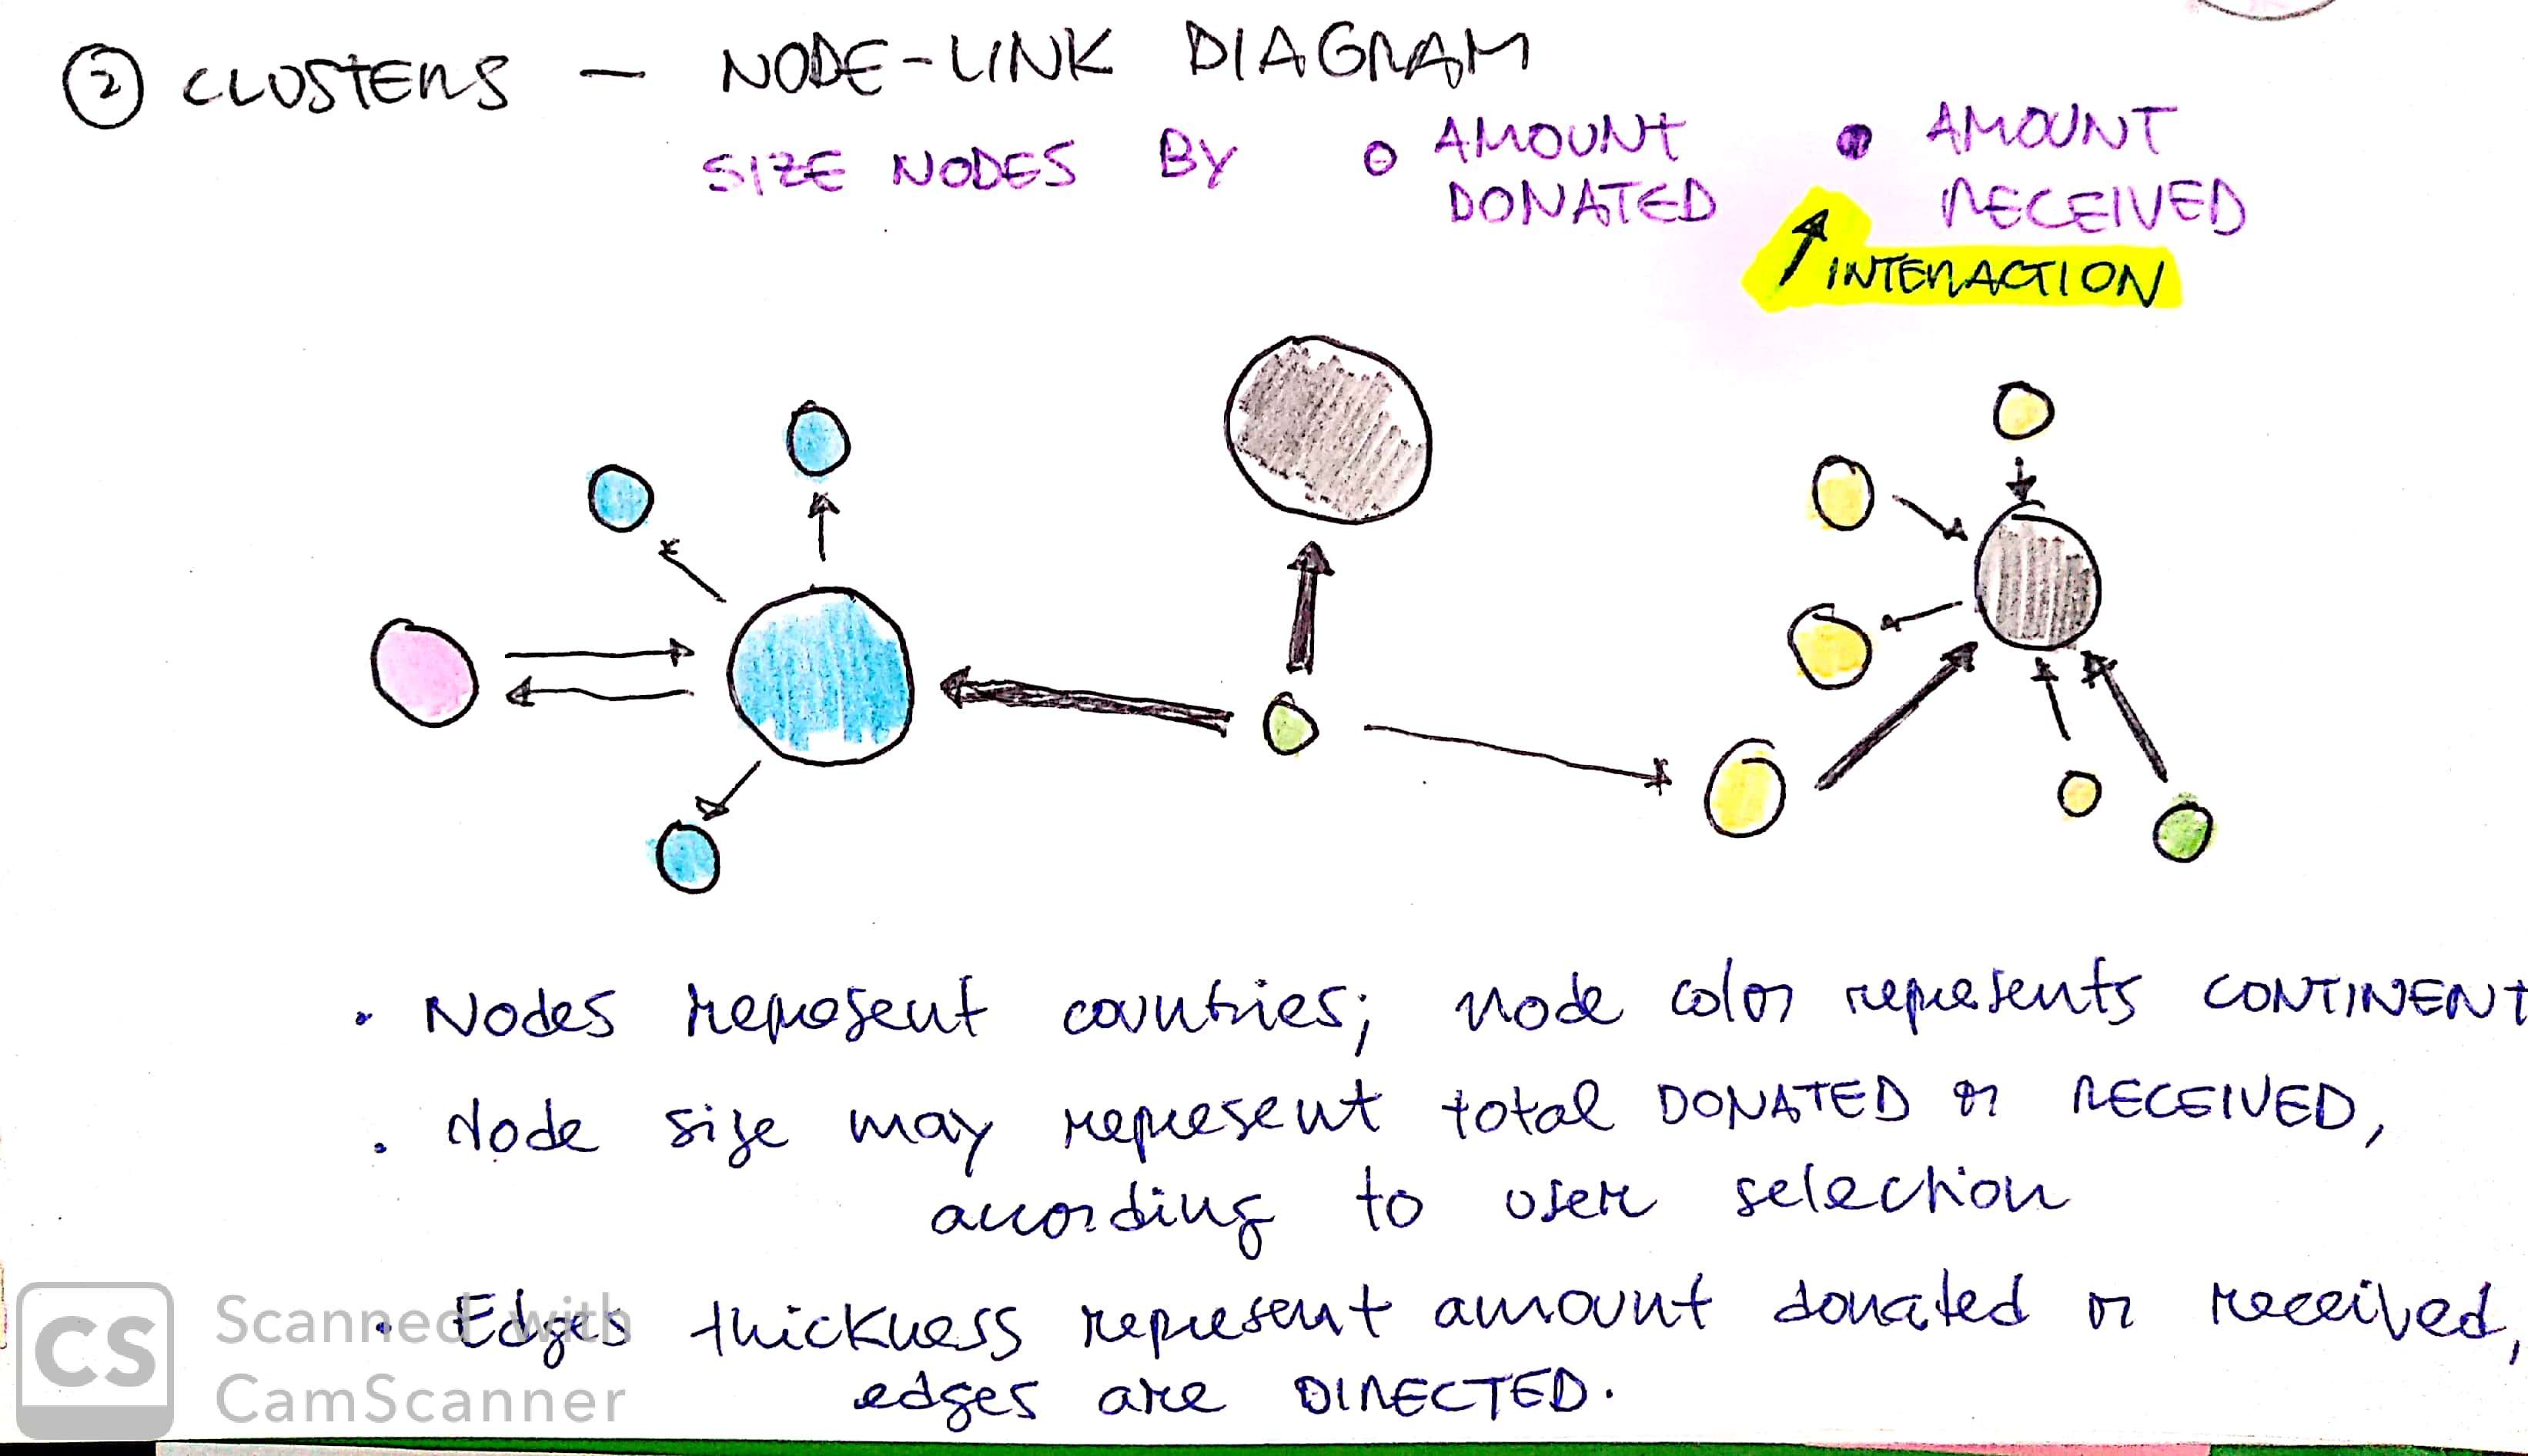 ② CLUSTERS – NODE-LINK DIAGRAM
SIZE NODES BY
AMOUNT
DONATED
AMOUNT
RECEIVED
INTERACTION
• Nodes represent countries; node color represents CONTINENT
• Node size may represent total DONATED or RECEIVED,
according to user selection
• Edges thickness represent amount donated or received,
edges are DIRECTED.
CS
Scanned with
CamScanner